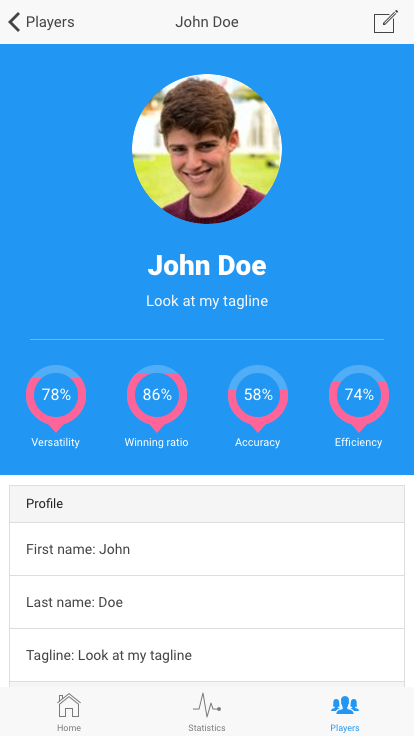 Players John Doe
John Doe
Look at my tagline
78% 86% 58% 74%
Versatility Winning ratio Accuracy Efficiency
Profile
First name: John
Last name: Doe
Tagline: Look at my tagline
Home Statistics Players